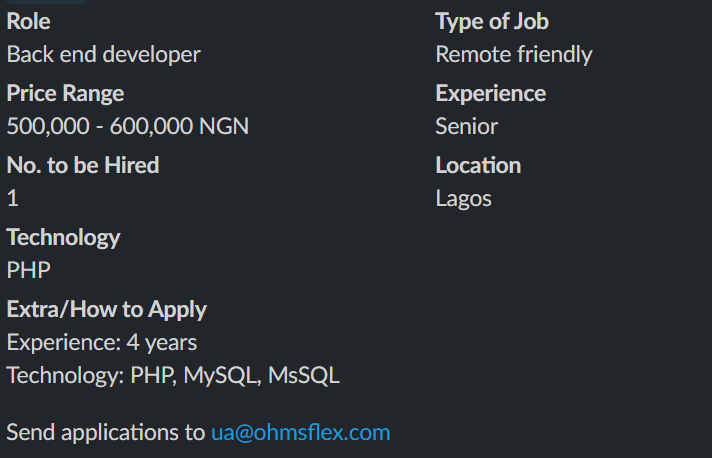 Role
Back end developer
Type of Job
Remote friendly
Price Range
500,000 - 600,000 NGN
Experience
Senior
No. to be Hired
1
Location
Lagos
Technology
PHP
Extra/How to Apply
Experience: 4 years
Technology: PHP, MySQL, MsSQL
Send applications to ua@ohmsflex.com